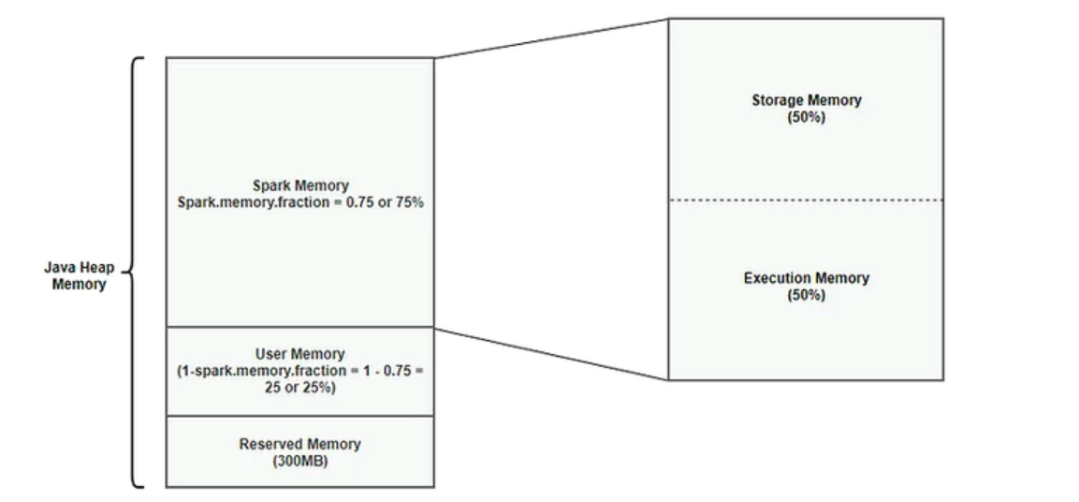 Storage Memory
(50%)
Spark Memory
Spark.memory.fraction = 0.75 or 75%
Java Heap
Memory
Execution Memory
(50%)
User Memory
(1-spark.memory.fraction = 1 - 0.75 =
25 or 25%)
Reserved Memory
(300MB)